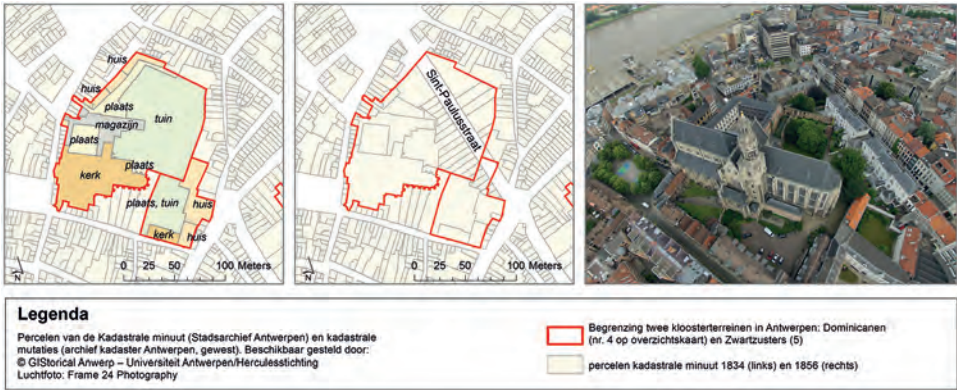 huis
huis
plaats
tuin
magazijn
plaats
plaats
kerk
plaats, tuin
huis
kerk
huis
N
0 25 50 100 Meters
Sint-Paulusstraat
N
0 25 50 100 Meters
Legenda
Percelen van de Kadastrale minuut (Stadsarchief Antwerpen) en kadastrale
mutaties (archief kadaster Antwerpen, gewest). Beschikbaar gesteld door:
© GIStorical Anwerp – Universiteit Antwerpen/Herculesstichting
Luchtfoto: Frame 24 Photography
Begrenzing twee kloosterterreinen in Antwerpen: Dominicanen
(nr. 4 op overzichtskaart) en Zwartzusters (5)
percelen kadastrale minuut 1834 (links) en 1856 (rechts)